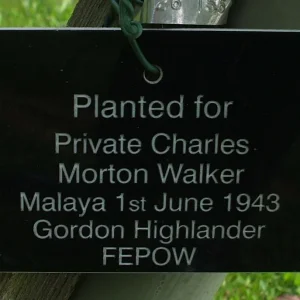 Planted for
Private Charles
Morton Walker
Malaya 1st June 1943
Gordon Highlander
FEPOW